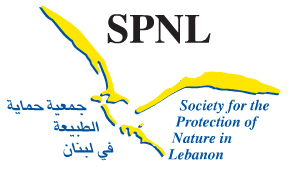 SPNL
جمعية حماية
الطبيعة
في لبنان
Society for the
Protection of
Nature in
Lebanon